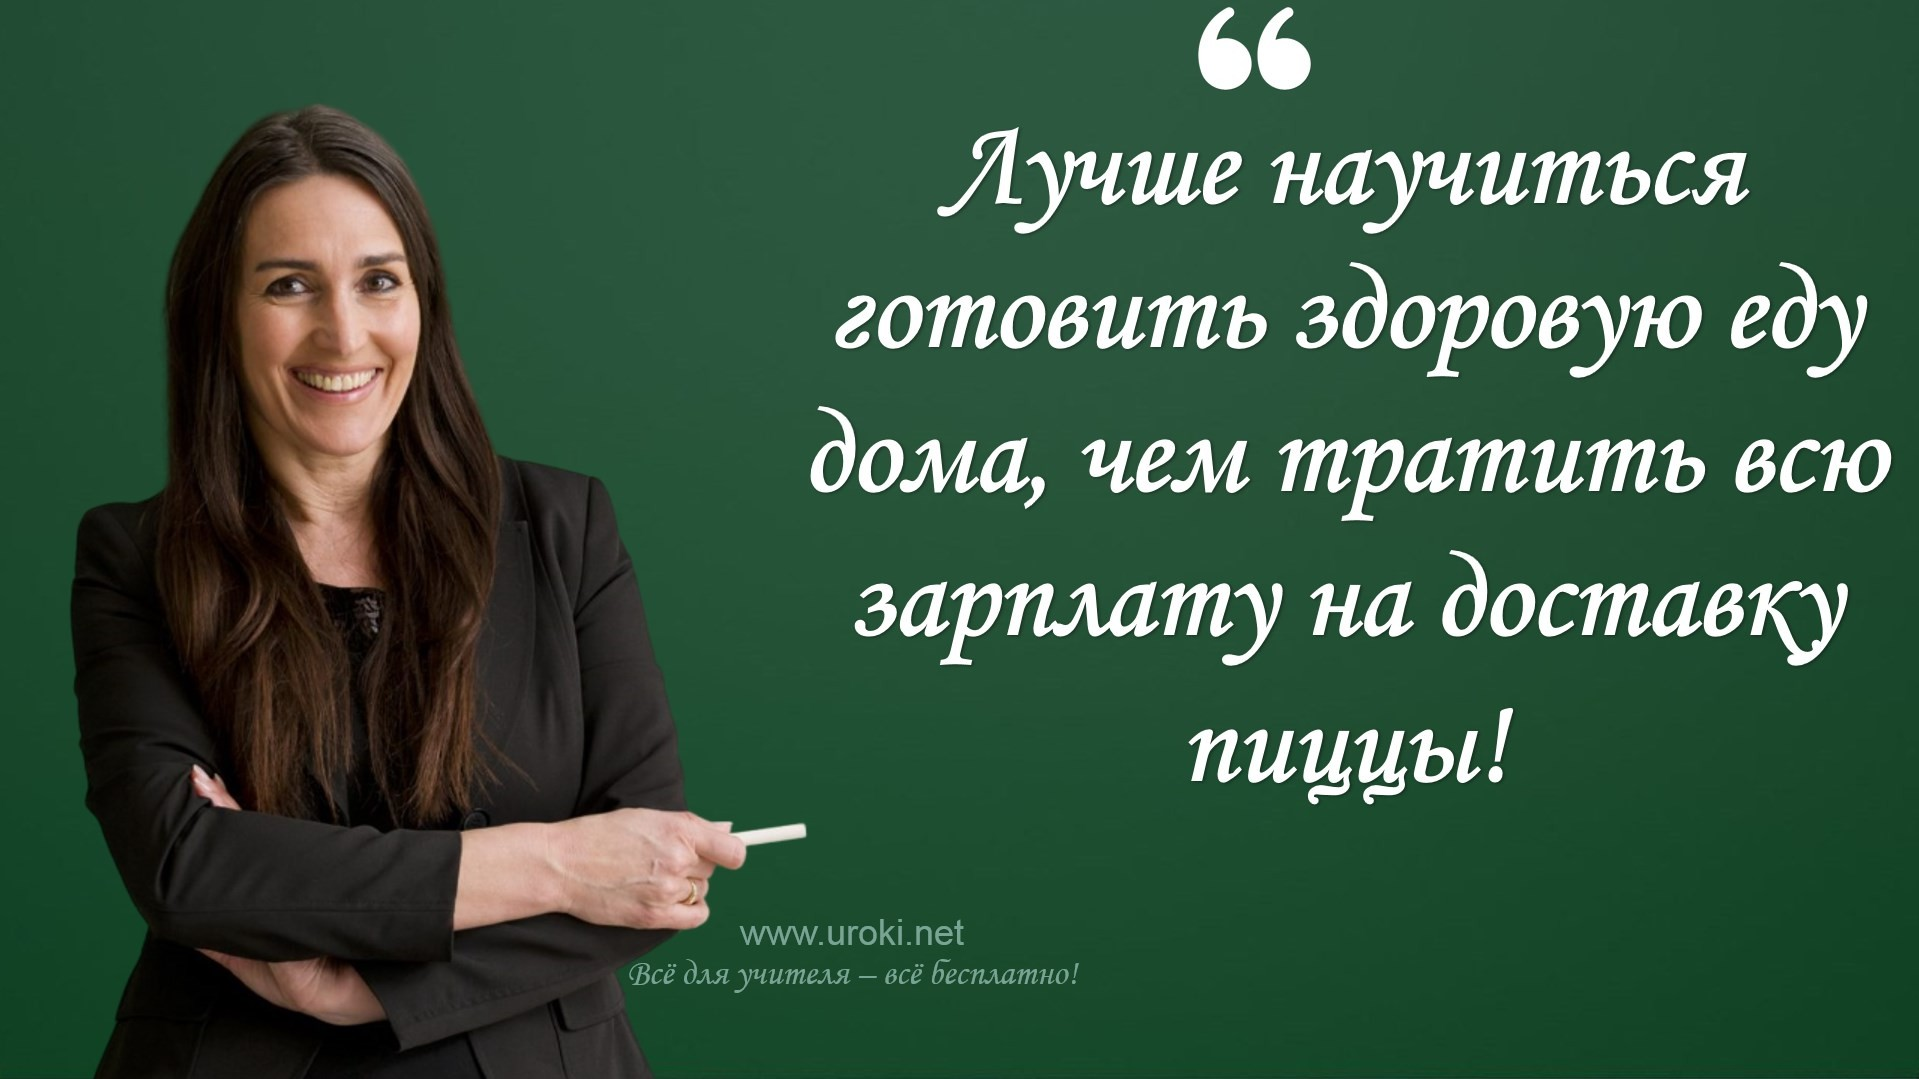 Лучше научиться
готовить здоровую еду
дома, чем тратить всю
зарплату на доставку
пиццы!
www.uroki.net
Всё для учителя – всё бесплатно!